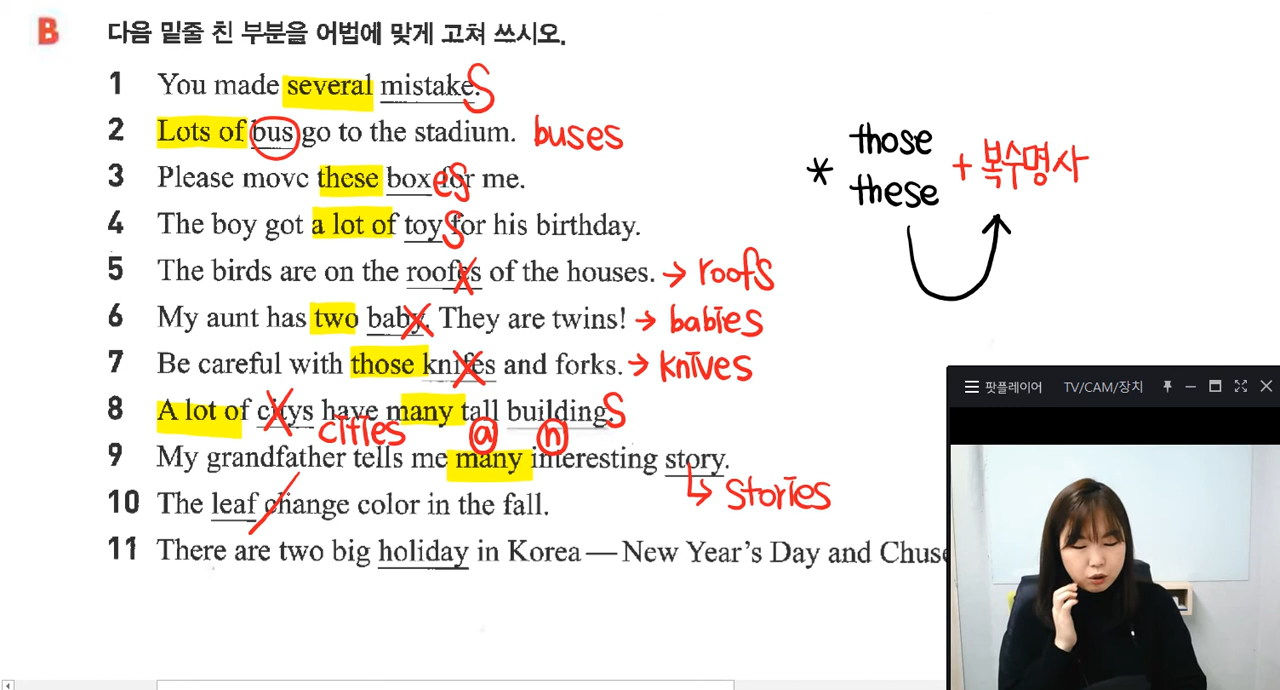 B 다음 밑줄 친 부분을 어법에 맞게 고쳐 쓰시오.
1 You made several mistake. s
2 Lots of bus go to the stadium. buses
3 Please move these box es for me.
4 The boy got a lot of toy s for his birthday.
5 The birds are on the roofes of the houses. → roofs
6 My aunt has two baby. They are twins! → babies
7 Be careful with those knifes and forks. → knives
8 A lot of citys have many tall building. s
cities ⓐ ⓝ
9 My grandfather tells me many interesting story.
↳ stories
10 The leaf change color in the fall.
11 There are two big holiday in Korea — New Year's Day and Chuse
* those
these
+ 복수명사
팟플레이어 TV/CAM/장치